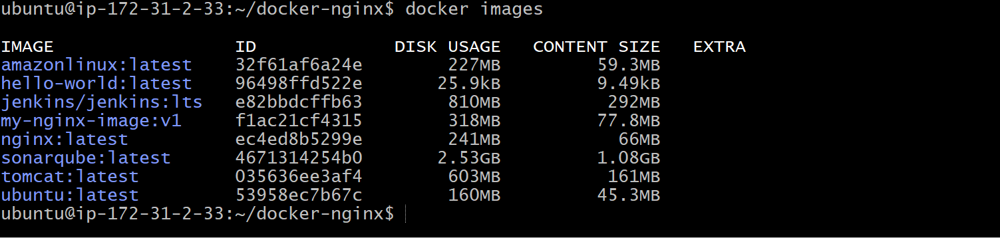 ubuntu@ip-172-31-2-33:~/docker-nginx$ docker images
IMAGE ID DISK USAGE CONTENT SIZE EXTRA
amazonlinux:latest 32f61af6a24e 227MB 59.3MB
hello-world:latest 96498ffd522e 25.9kB 9.49kB
jenkins/jenkins:lts e82bbdcffb63 810MB 292MB
my-nginx-image:v1 f1ac21cf4315 318MB 77.8MB
nginx:latest ec4ed8b5299e 241MB 66MB
sonarqube:latest 4671314254b0 2.53GB 1.08GB
tomcat:latest 035636ee3af4 603MB 161MB
ubuntu:latest 53958ec7b67c 160MB 45.3MB
ubuntu@ip-172-31-2-33:~/docker-nginx$